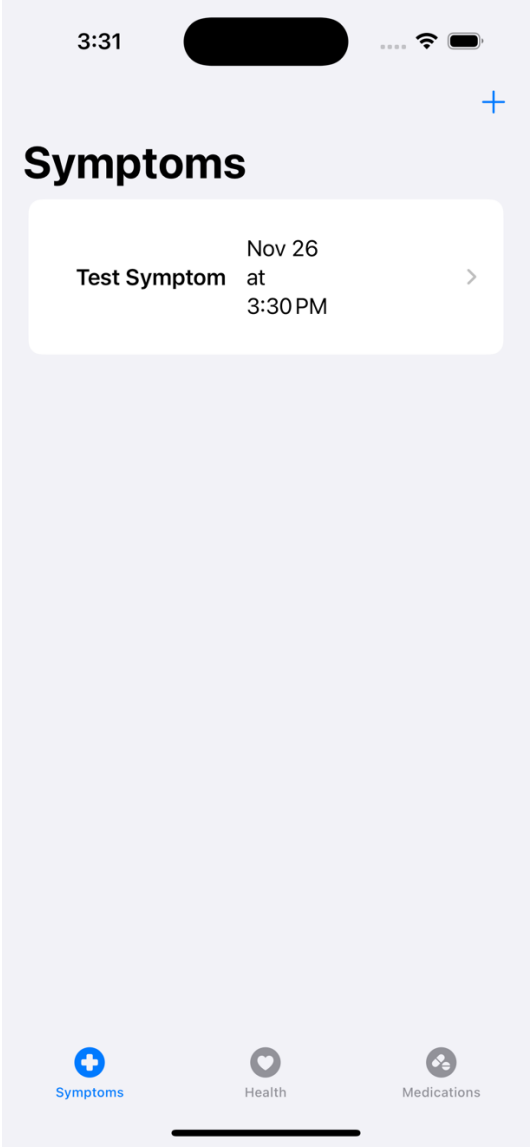 3:31
Symptoms
Test Symptom
Nov 26
at
3:30 PM
Symptoms
Health
Medications